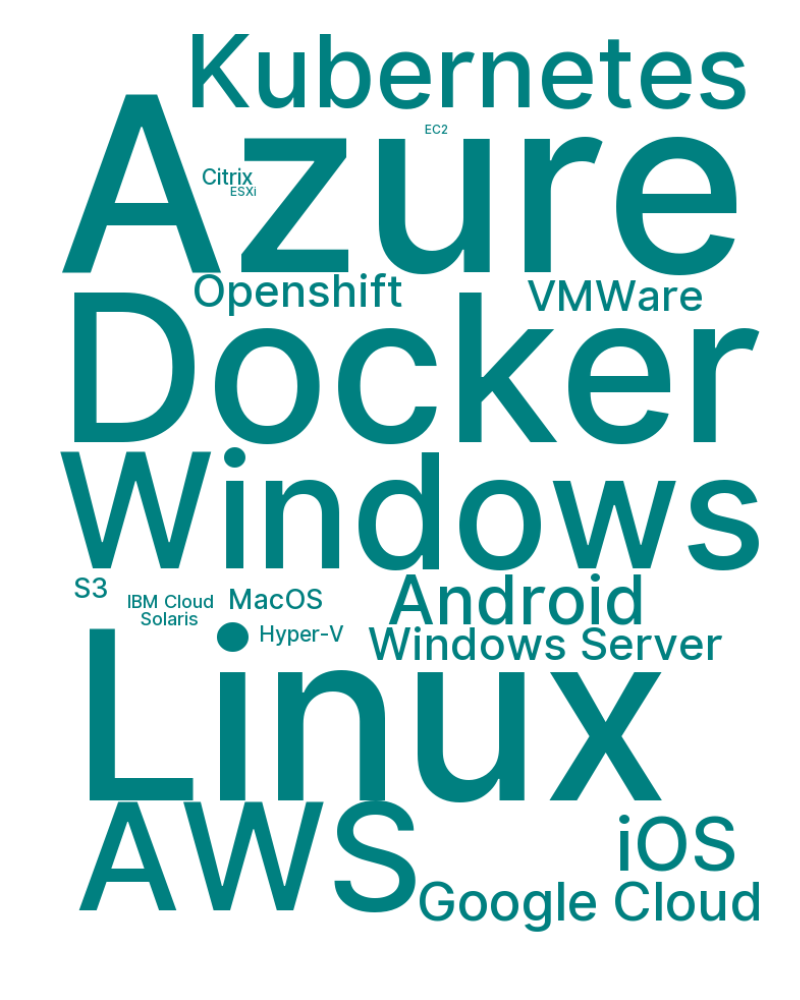 Kubernetes
Azure
EC2
Citrix
ESXi
Openshift
VMWare
Docker
Windows
S3
IBM Cloud
Solaris
MacOS
Hyper-V
Android
Windows Server
Linux
AWS
iOS
Google Cloud